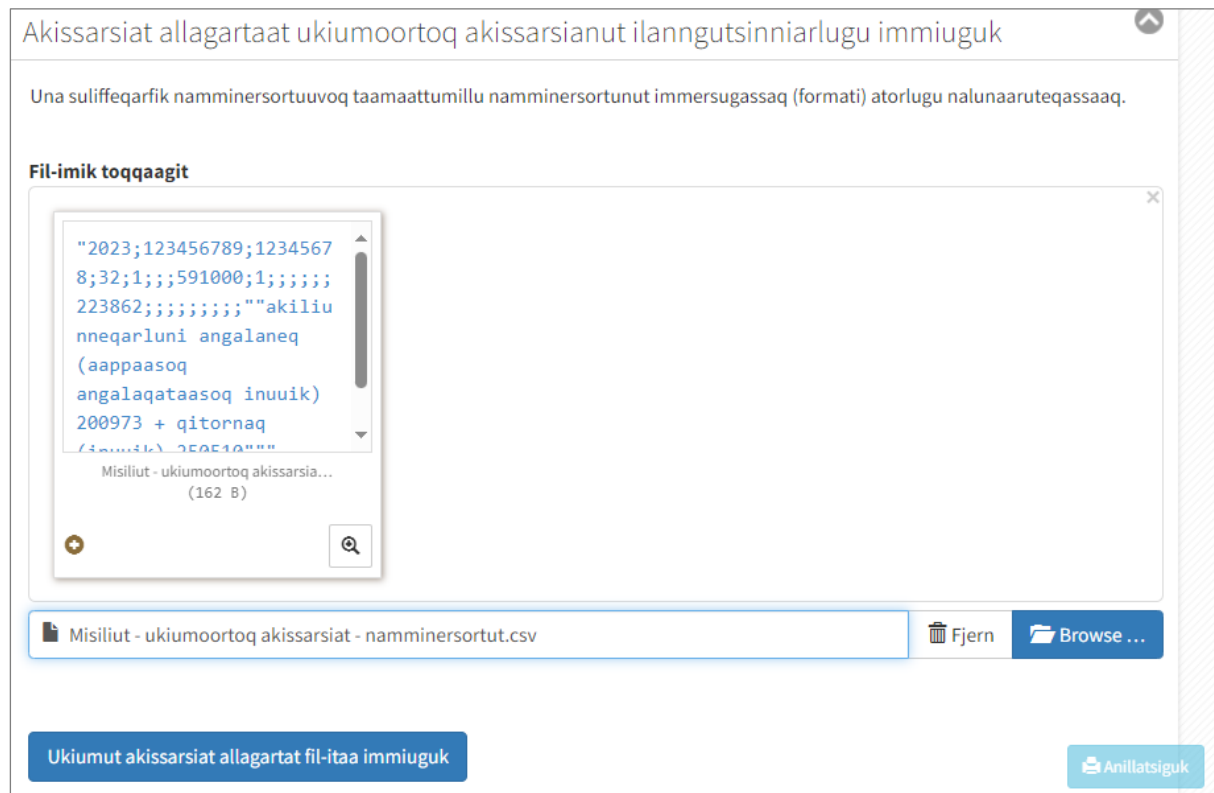 Akissarsiat allagartaat ukiumoortoq akissarsianut ilanngutsinniarlugu immiuguk
Una suliffeqarfik namminersortuuvoq taamaattumillu namminersortunut immersugassaq (formati) atorlugu nalunaaruteqassaaq.
Fil-imik toqqaagit
"2023;123456789;1234567
8;32;1;;;591000;1;;;;;;
223862;;;;;;;;;""akiliu
nneqarluni angalaneq
(aappaasoq
angalaqataasoq inuuik)
200973 + qitornaq
(inuuik) 250510"""
Misiliut - ukiumoortoq akissarsia...
(162 B)
Misiliut - ukiumoortoq akissarsiat - namminersortut.csv
Fjern
Browse ...
Ukiumut akissarsiat allagartat fil-itaa immiuguk
Anillatsiguk